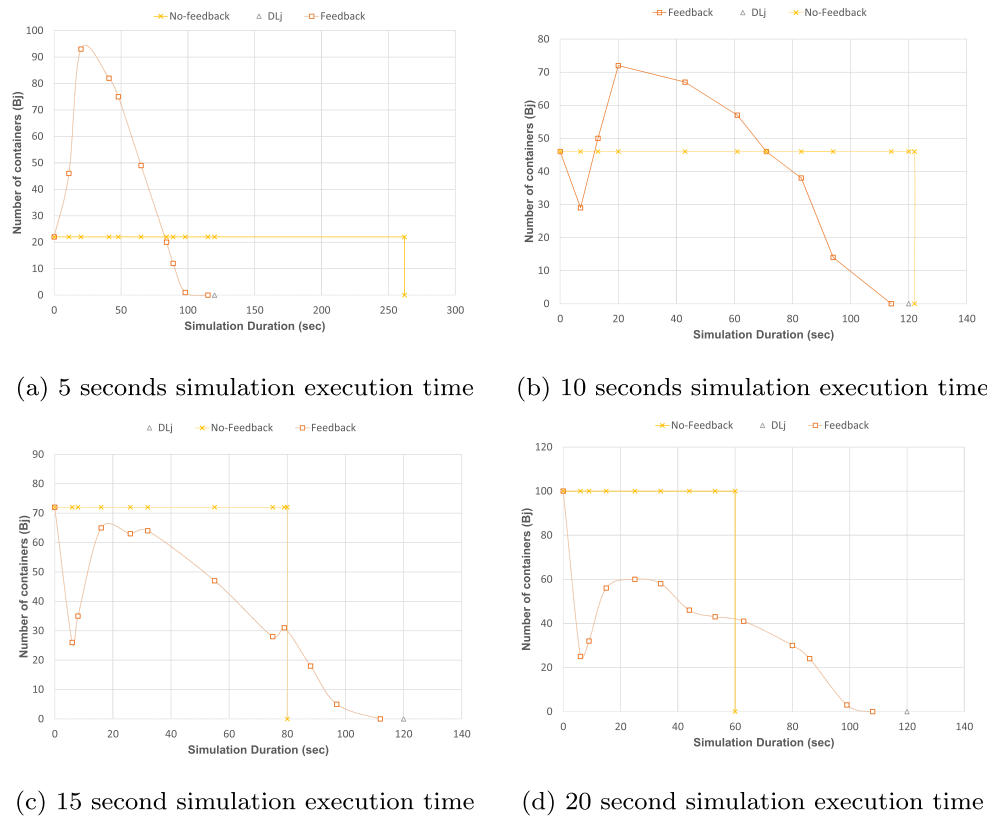 No-feedback DLj Feedback
Number of containers (Bj)
100
90
80
70
60
50
40
30
20
10
0
0 50 100 150 200 250 300
Simulation Duration (sec)
(a) 5 seconds simulation execution time
Feedback DLj No-Feedback
Number of containers (Bj)
80
70
60
50
40
30
20
10
0
0 20 40 60 80 100 120 140
Simulation Duration (sec)
(b) 10 seconds simulation execution time
DLj No-Feedback Feedback
Number of containers (Bj)
90
80
70
60
50
40
30
20
10
0
0 20 40 60 80 100 120 140
Simulation Duration (sec)
(c) 15 second simulation execution time
No-Feedback DLj Feedback
Number of containers (Bj)
120
100
80
60
40
20
0
0 20 40 60 80 100 120 140
Simulation Duration (sec)
(d) 20 second simulation execution time